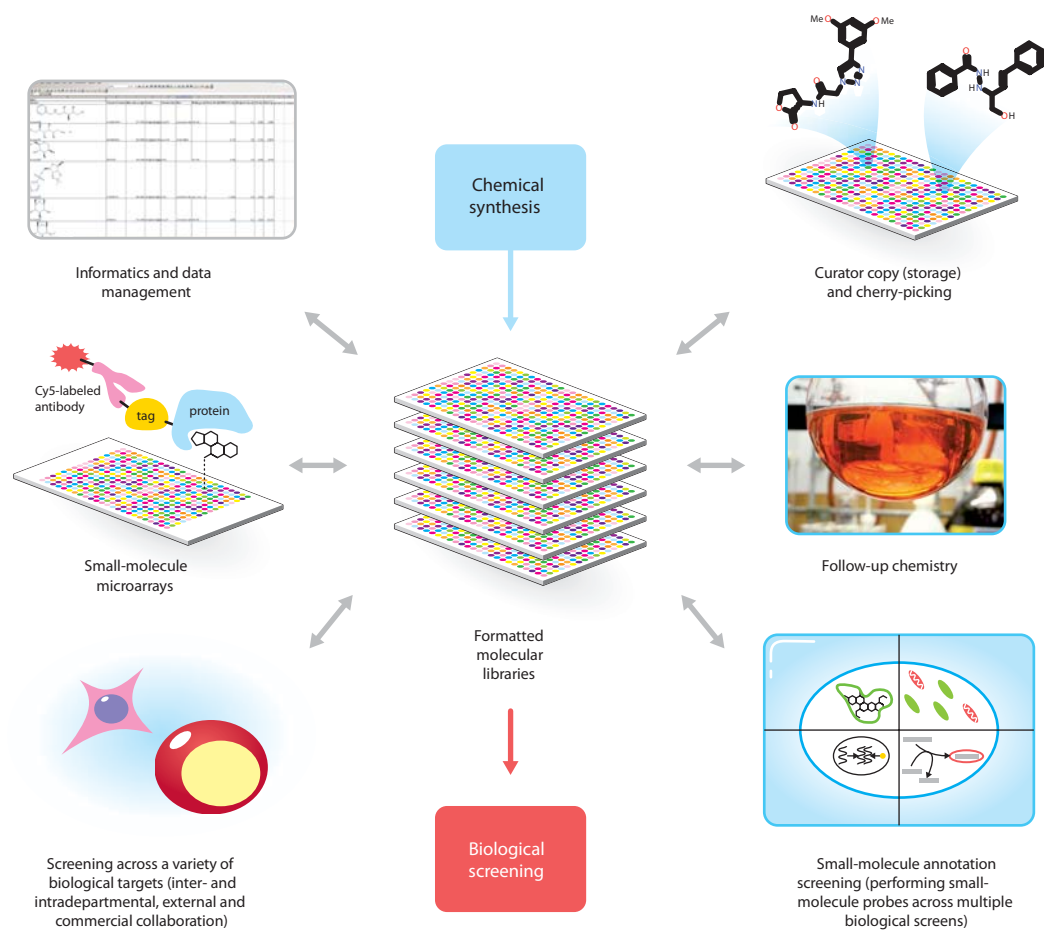 Me
O
O
Me
O
N
N
N
NH
O
O
O
O
NH
N
H
OH
Chemical
synthesis
Informatics and data
management
Curator copy (storage)
and cherry-picking
Cy5-labeled
antibody
tag
protein
Small-molecule
microarrays
Follow-up chemistry
Formatted
molecular
libraries
Biological
screening
Screening across a variety of
biological targets (inter- and
intradepartmental, external and
commercial collaboration)
Small-molecule annotation
screening (performing small-
molecule probes across multiple
biological screens)